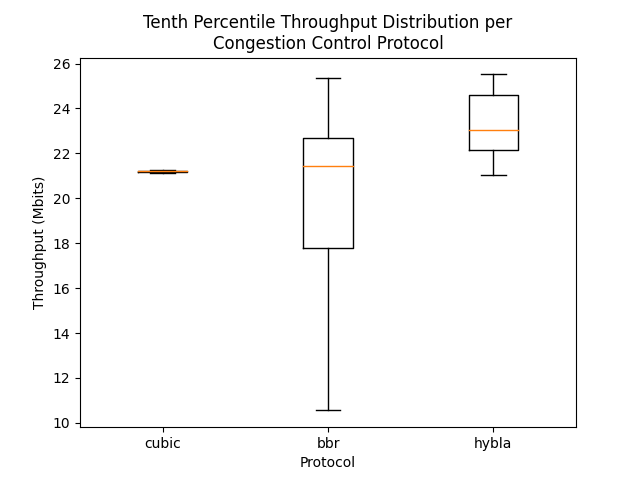 Tenth Percentile Throughput Distribution per
Congestion Control Protocol
Throughput (Mbits)
26
24
22
20
18
16
14
12
10
cubic bbr hybla
Protocol